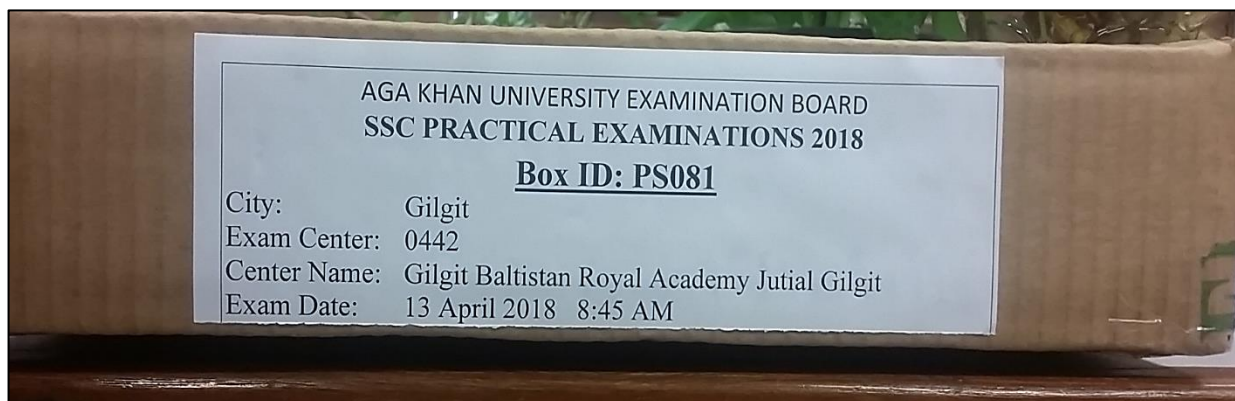 AGA KHAN UNIVERSITY EXAMINATION BOARD
SSC PRACTICAL EXAMINATIONS 2018
Box ID: PS081
City: Gilgit
Exam Center: 0442
Center Name: Gilgit Baltistan Royal Academy Jutial Gilgit
Exam Date: 13 April 2018 8:45 AM